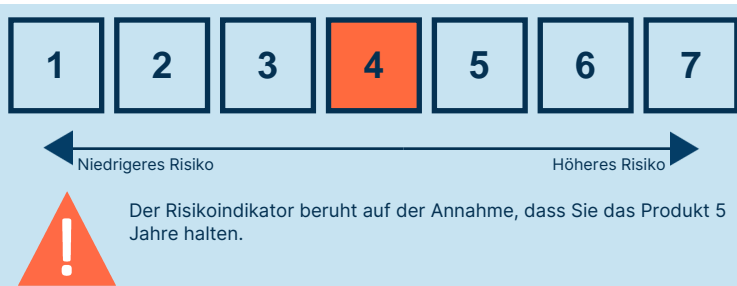 1 2 3 4 5 6 7
Niedrigeres Risiko Höheres Risiko
Der Risikoindikator beruht auf der Annahme, dass Sie das Produkt 5
Jahre halten.